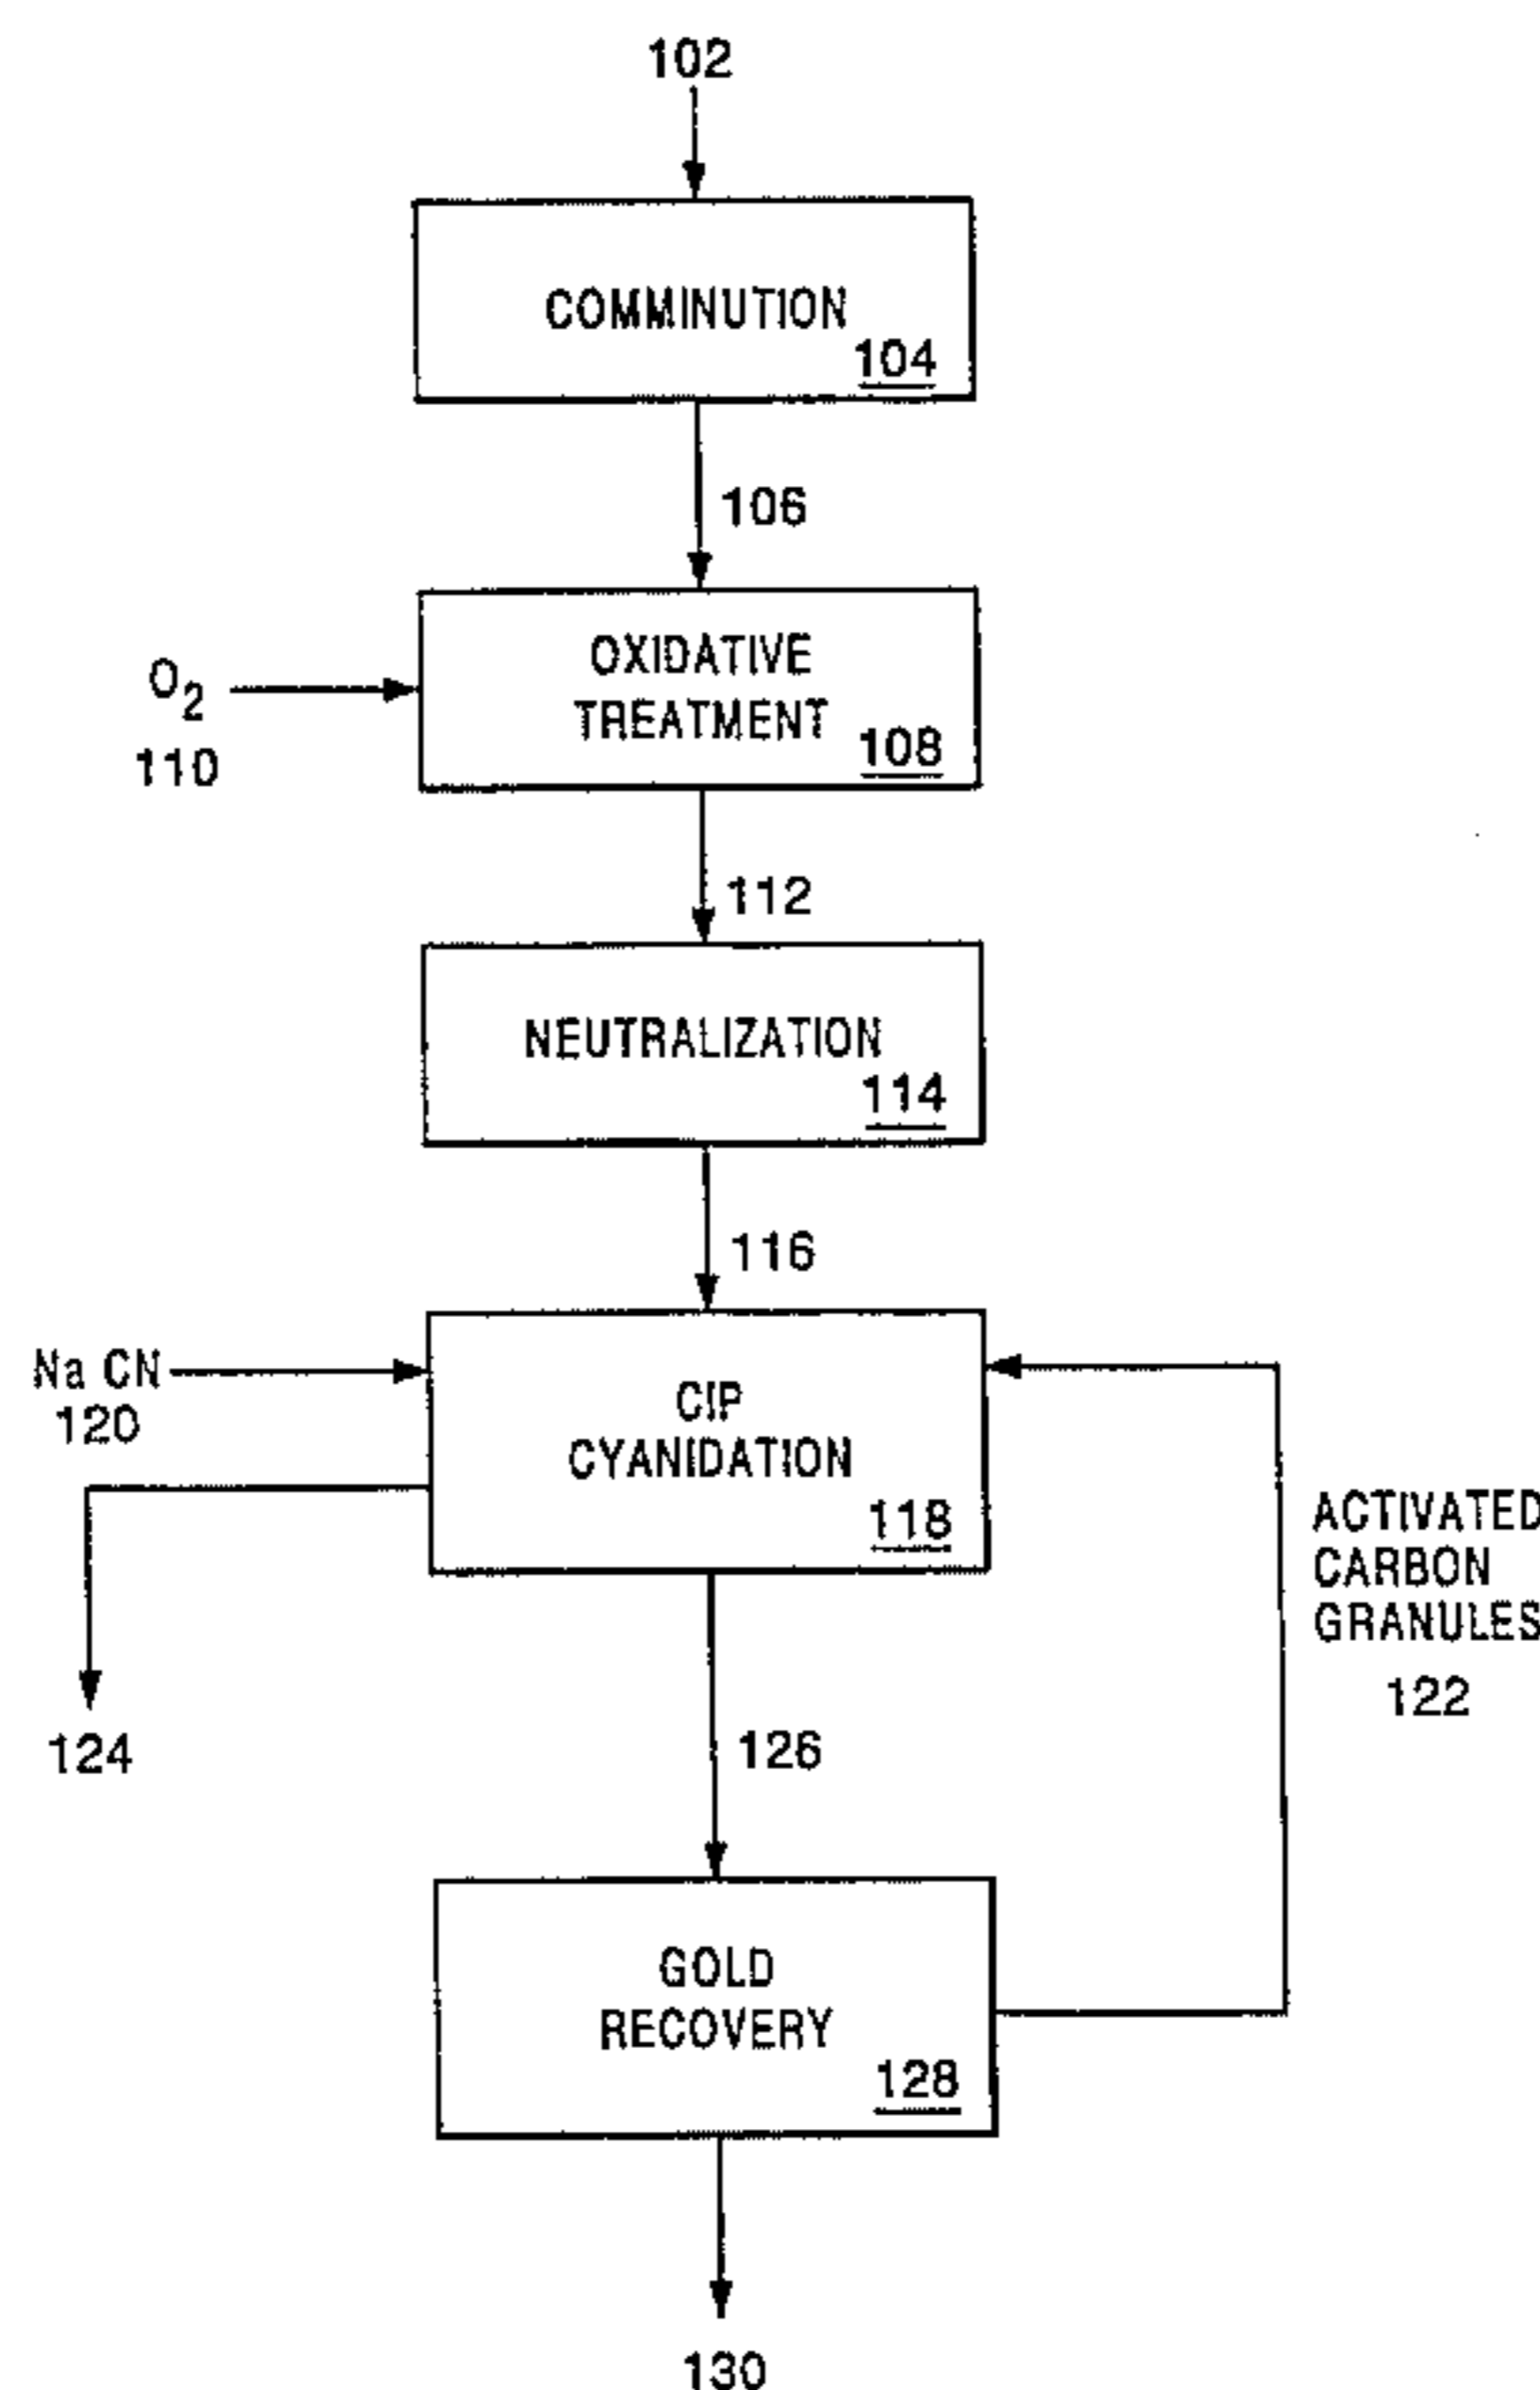 102
COMMINUTION
104
106
O2
110
OXIDATIVE
TREATMENT
108
112
NEUTRALIZATION
114
116
Na CN
120
CIP
CYANIDATION
118
ACTIVATED
CARBON
GRANULES
122
124
126
GOLD
RECOVERY
128
130